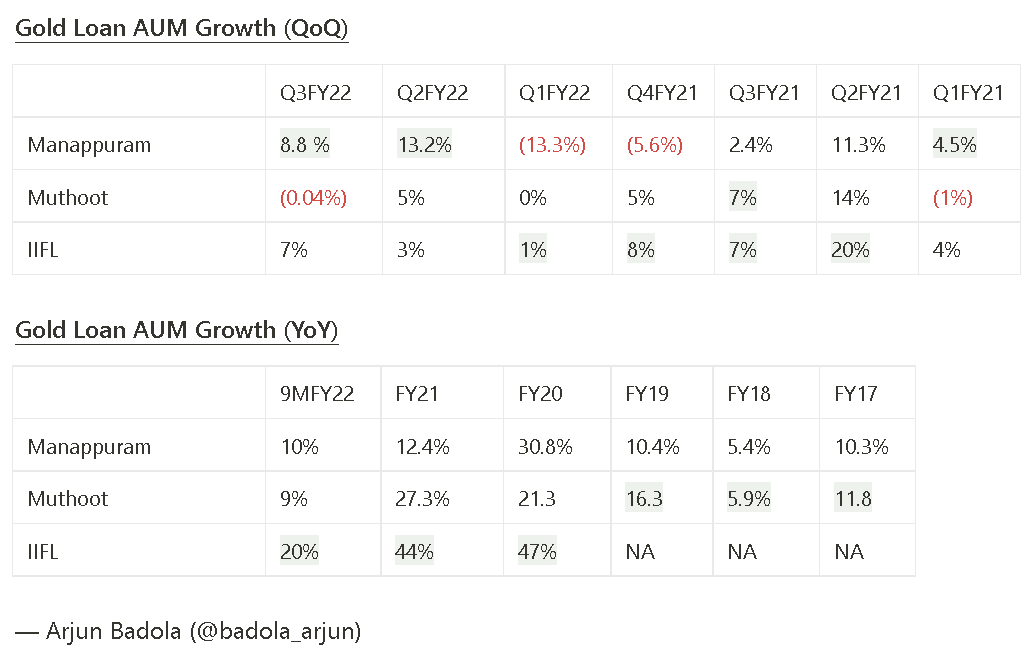 Gold Loan AUM Growth (QoQ)
Q3FY22 Q2FY22 Q1FY22 Q4FY21 Q3FY21 Q2FY21 Q1FY21
Manappuram 8.8 % 13.2% (13.3%) (5.6%) 2.4% 11.3% 4.5%
Muthoot (0.04%) 5% 0% 5% 7% 14% (1%)
IIFL 7% 3% 1% 8% 7% 20% 4%
Gold Loan AUM Growth (YoY)
9MFY22 FY21 FY20 FY19 FY18 FY17
Manappuram 10% 12.4% 30.8% 10.4% 5.4% 10.3%
Muthoot 9% 27.3% 21.3 16.3 5.9% 11.8
IIFL 20% 44% 47% NA NA NA
— Arjun Badola (@badola_arjun)